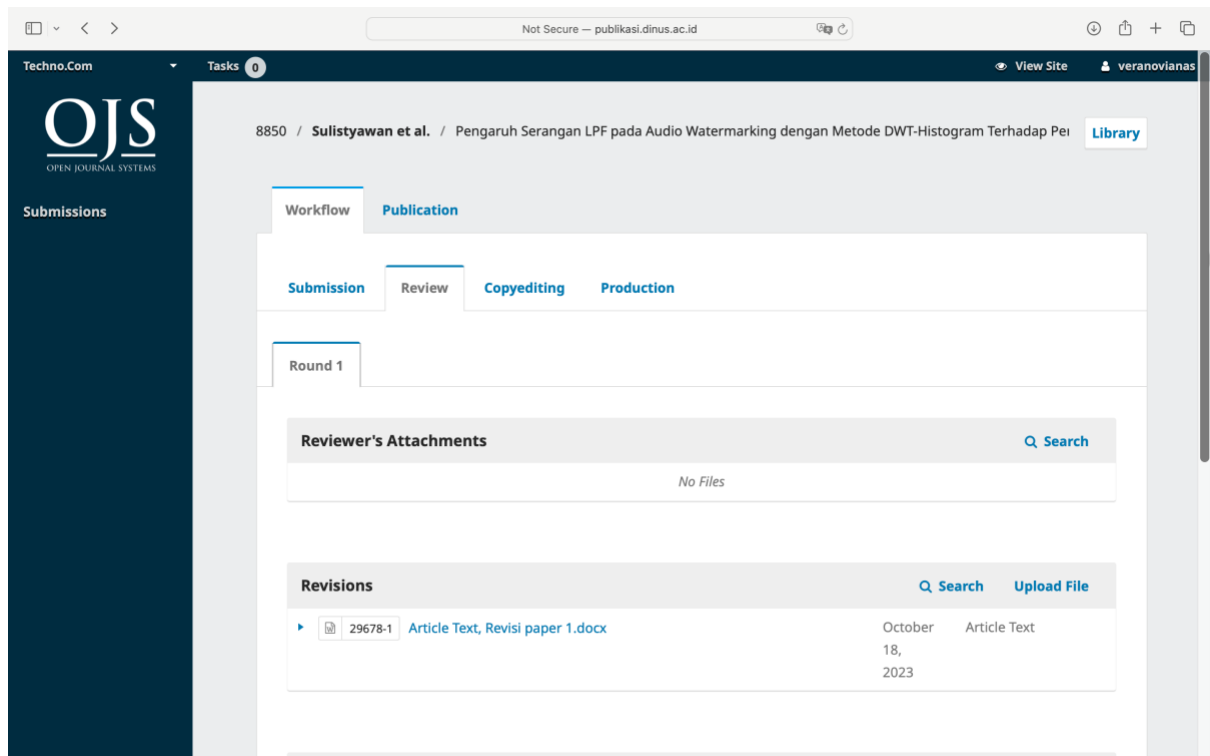 Not Secure — publikasi.dinus.ac.id
Techno.Com
Tasks 0
View Site
veranovianas
OJS
OPEN JOURNAL SYSTEMS
Submissions
8850 / Sulistyawan et al. / Pengaruh Serangan LPF pada Audio Watermarking dengan Metode DWT-Histogram Terhadap Per
Library
Workflow
Publication
Submission
Review
Copyediting
Production
Round 1
Reviewer's Attachments
Search
No Files
Revisions
Search
Upload File
29678-1 Article Text, Revisi paper 1.docx
October
18,
2023
Article Text